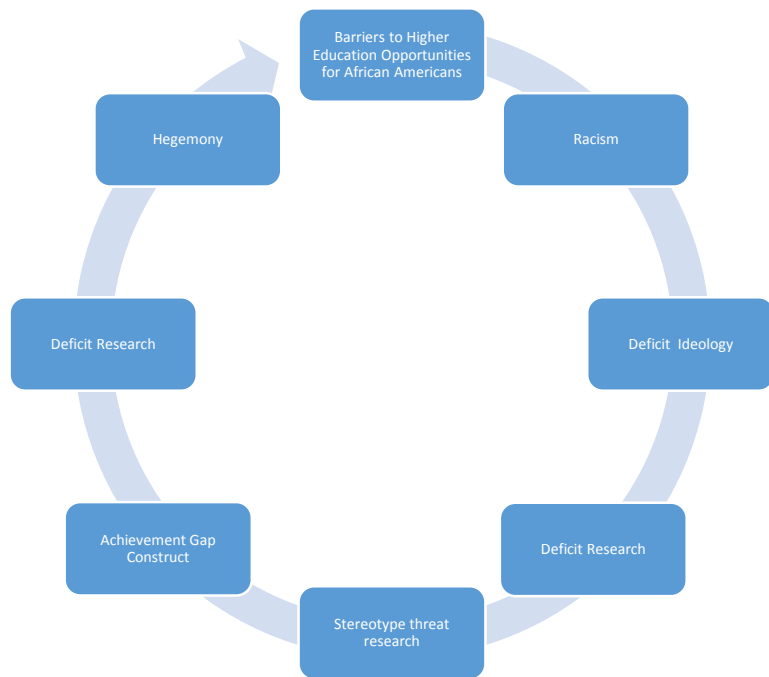 Barriers to Higher
Education Opportunities
for African Americans
Racism
Deficit Ideology
Deficit Research
Stereotype threat
research
Achievement Gap
Construct
Deficit Research
Hegemony